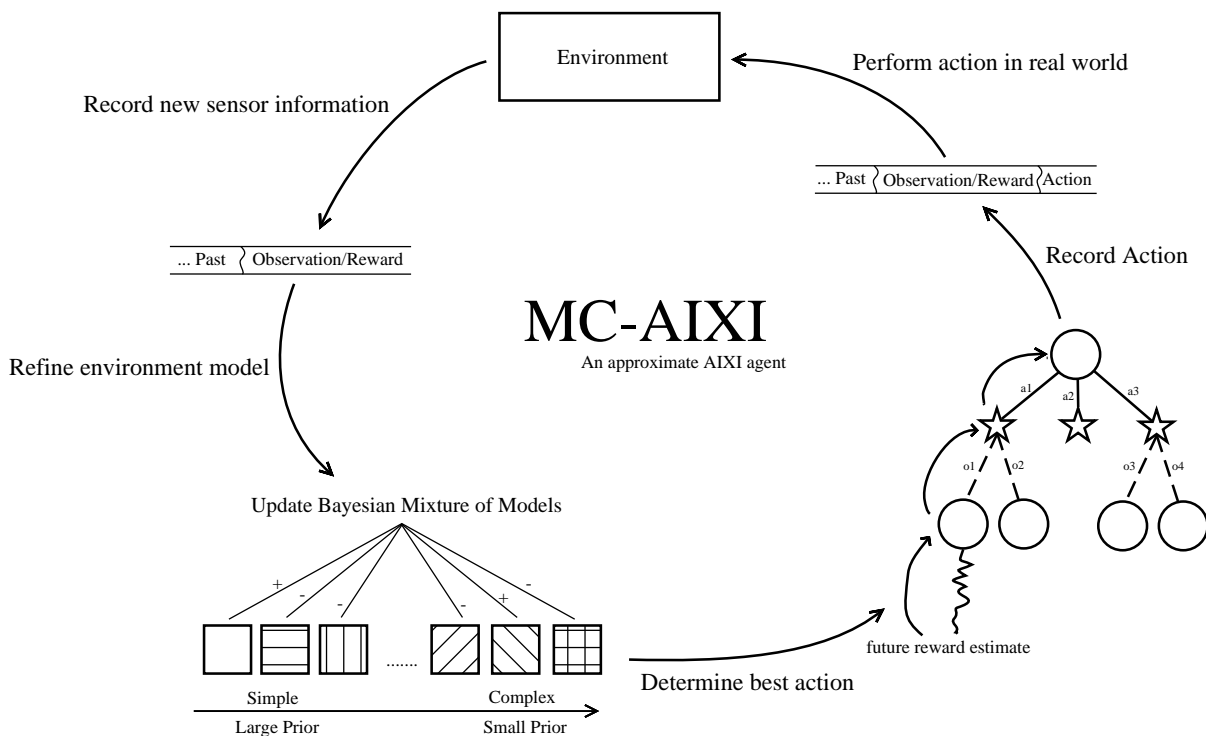 Environment
Perform action in real world
Record new sensor information
... Past Observation/Reward Action
... Past Observation/Reward
Record Action
MC-AIXI
An approximate AIXI agent
Refine environment model
a1 a2 a3
o1 o2 o3 o4
Update Bayesian Mixture of Models
+ - - - + -
.......
future reward estimate
Determine best action
Simple Complex
Large Prior Small Prior